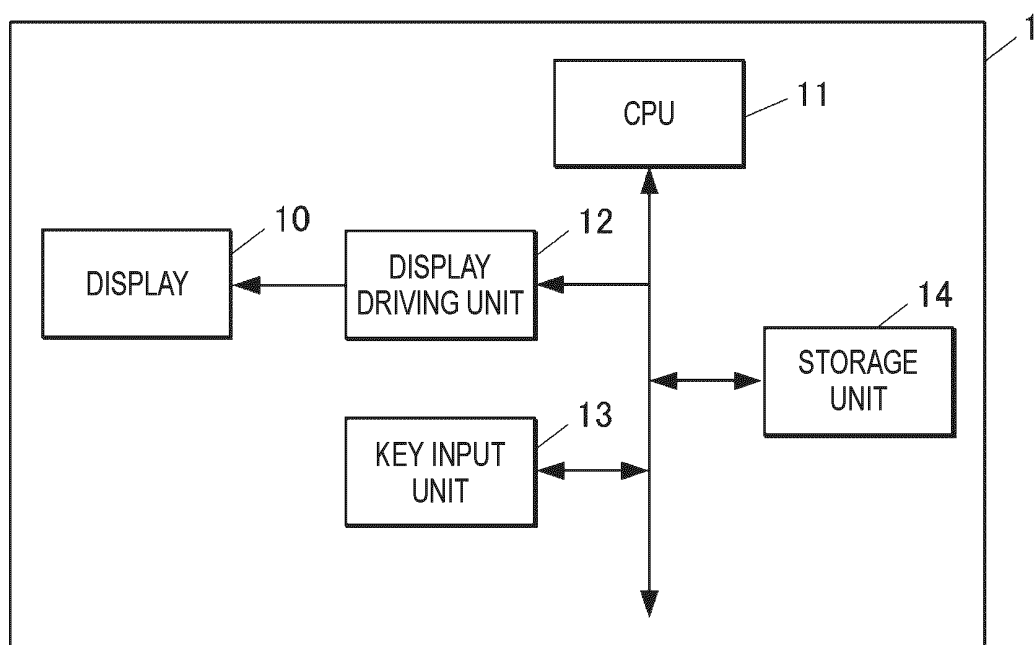 1
CPU
11
10
12
DISPLAY
DISPLAY
DRIVING UNIT
14
STORAGE
UNIT
13
KEY INPUT
UNIT